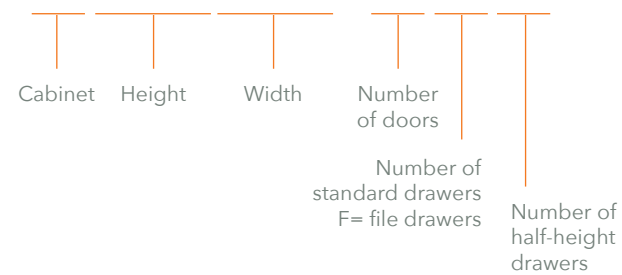 Cabinet Height Width Number
of doors
Number of
standard drawers
F= file drawers
Number of
half-height
drawers